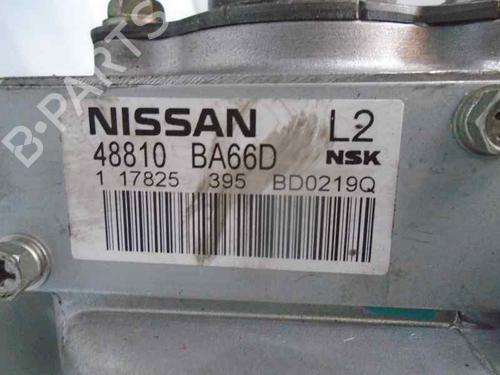 NISSAN L2
48810 BA66D NSK
1 17825 395 BD0219Q
B-PARTS